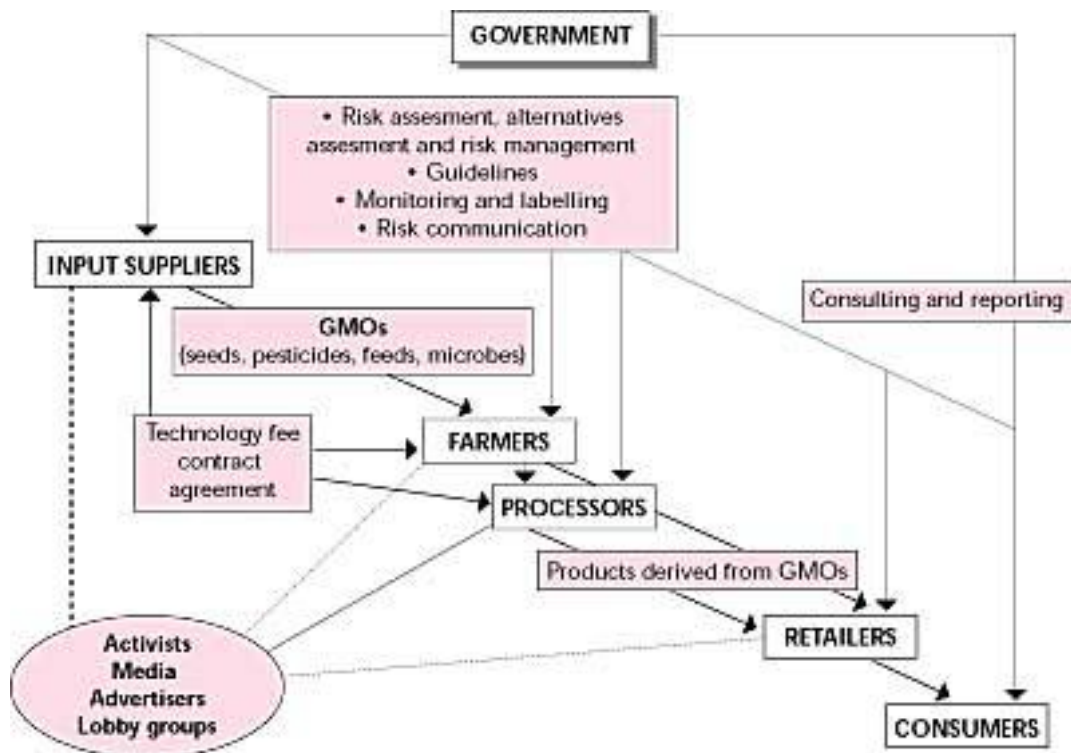 GOVERNMENT
• Risk assesment, alternatives
assesment and risk management
• Guidelines
• Monitoring and labelling
• Risk communication
INPUT SUPPLIERS
Consulting and reporting
GMOs
(seeds, pesticides, feeds, microbes)
Technology fee
contract
agreement
FARMERS
PROCESSORS
Products derived from GMOs
RETAILERS
Activists
Media
Advertisers
Lobby groups
CONSUMERS